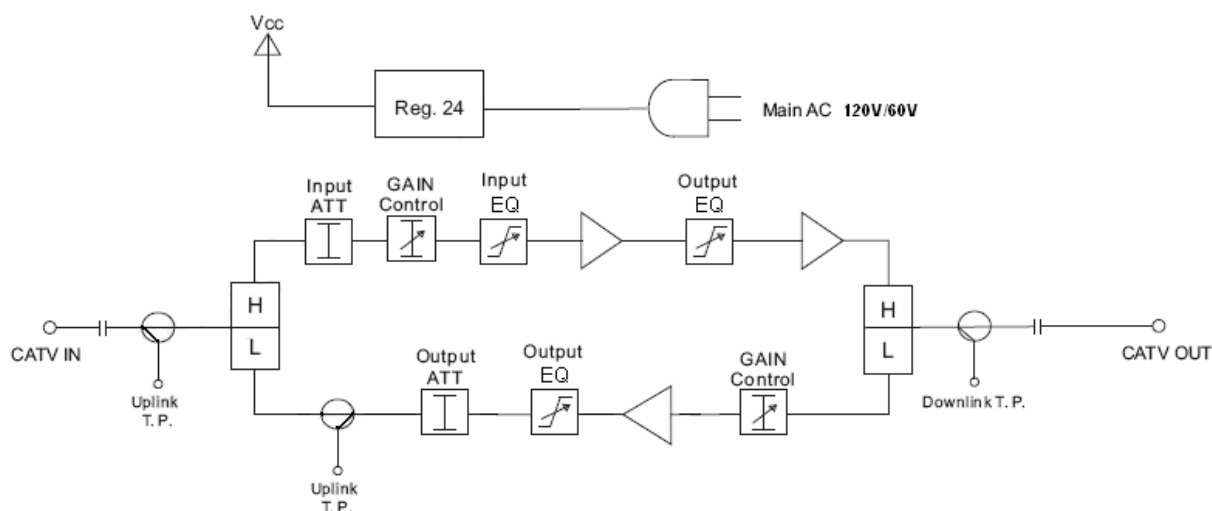 Vcc
Reg. 24
Main AC 120V/60V
Input
ATT
GAIN
Control
Input
EQ
Output
EQ
H
L
H
L
CATV IN
CATV OUT
Uplink
T. P.
Output
ATT
Output
EQ
GAIN
Control
Downlink T. P.
Uplink
T. P.